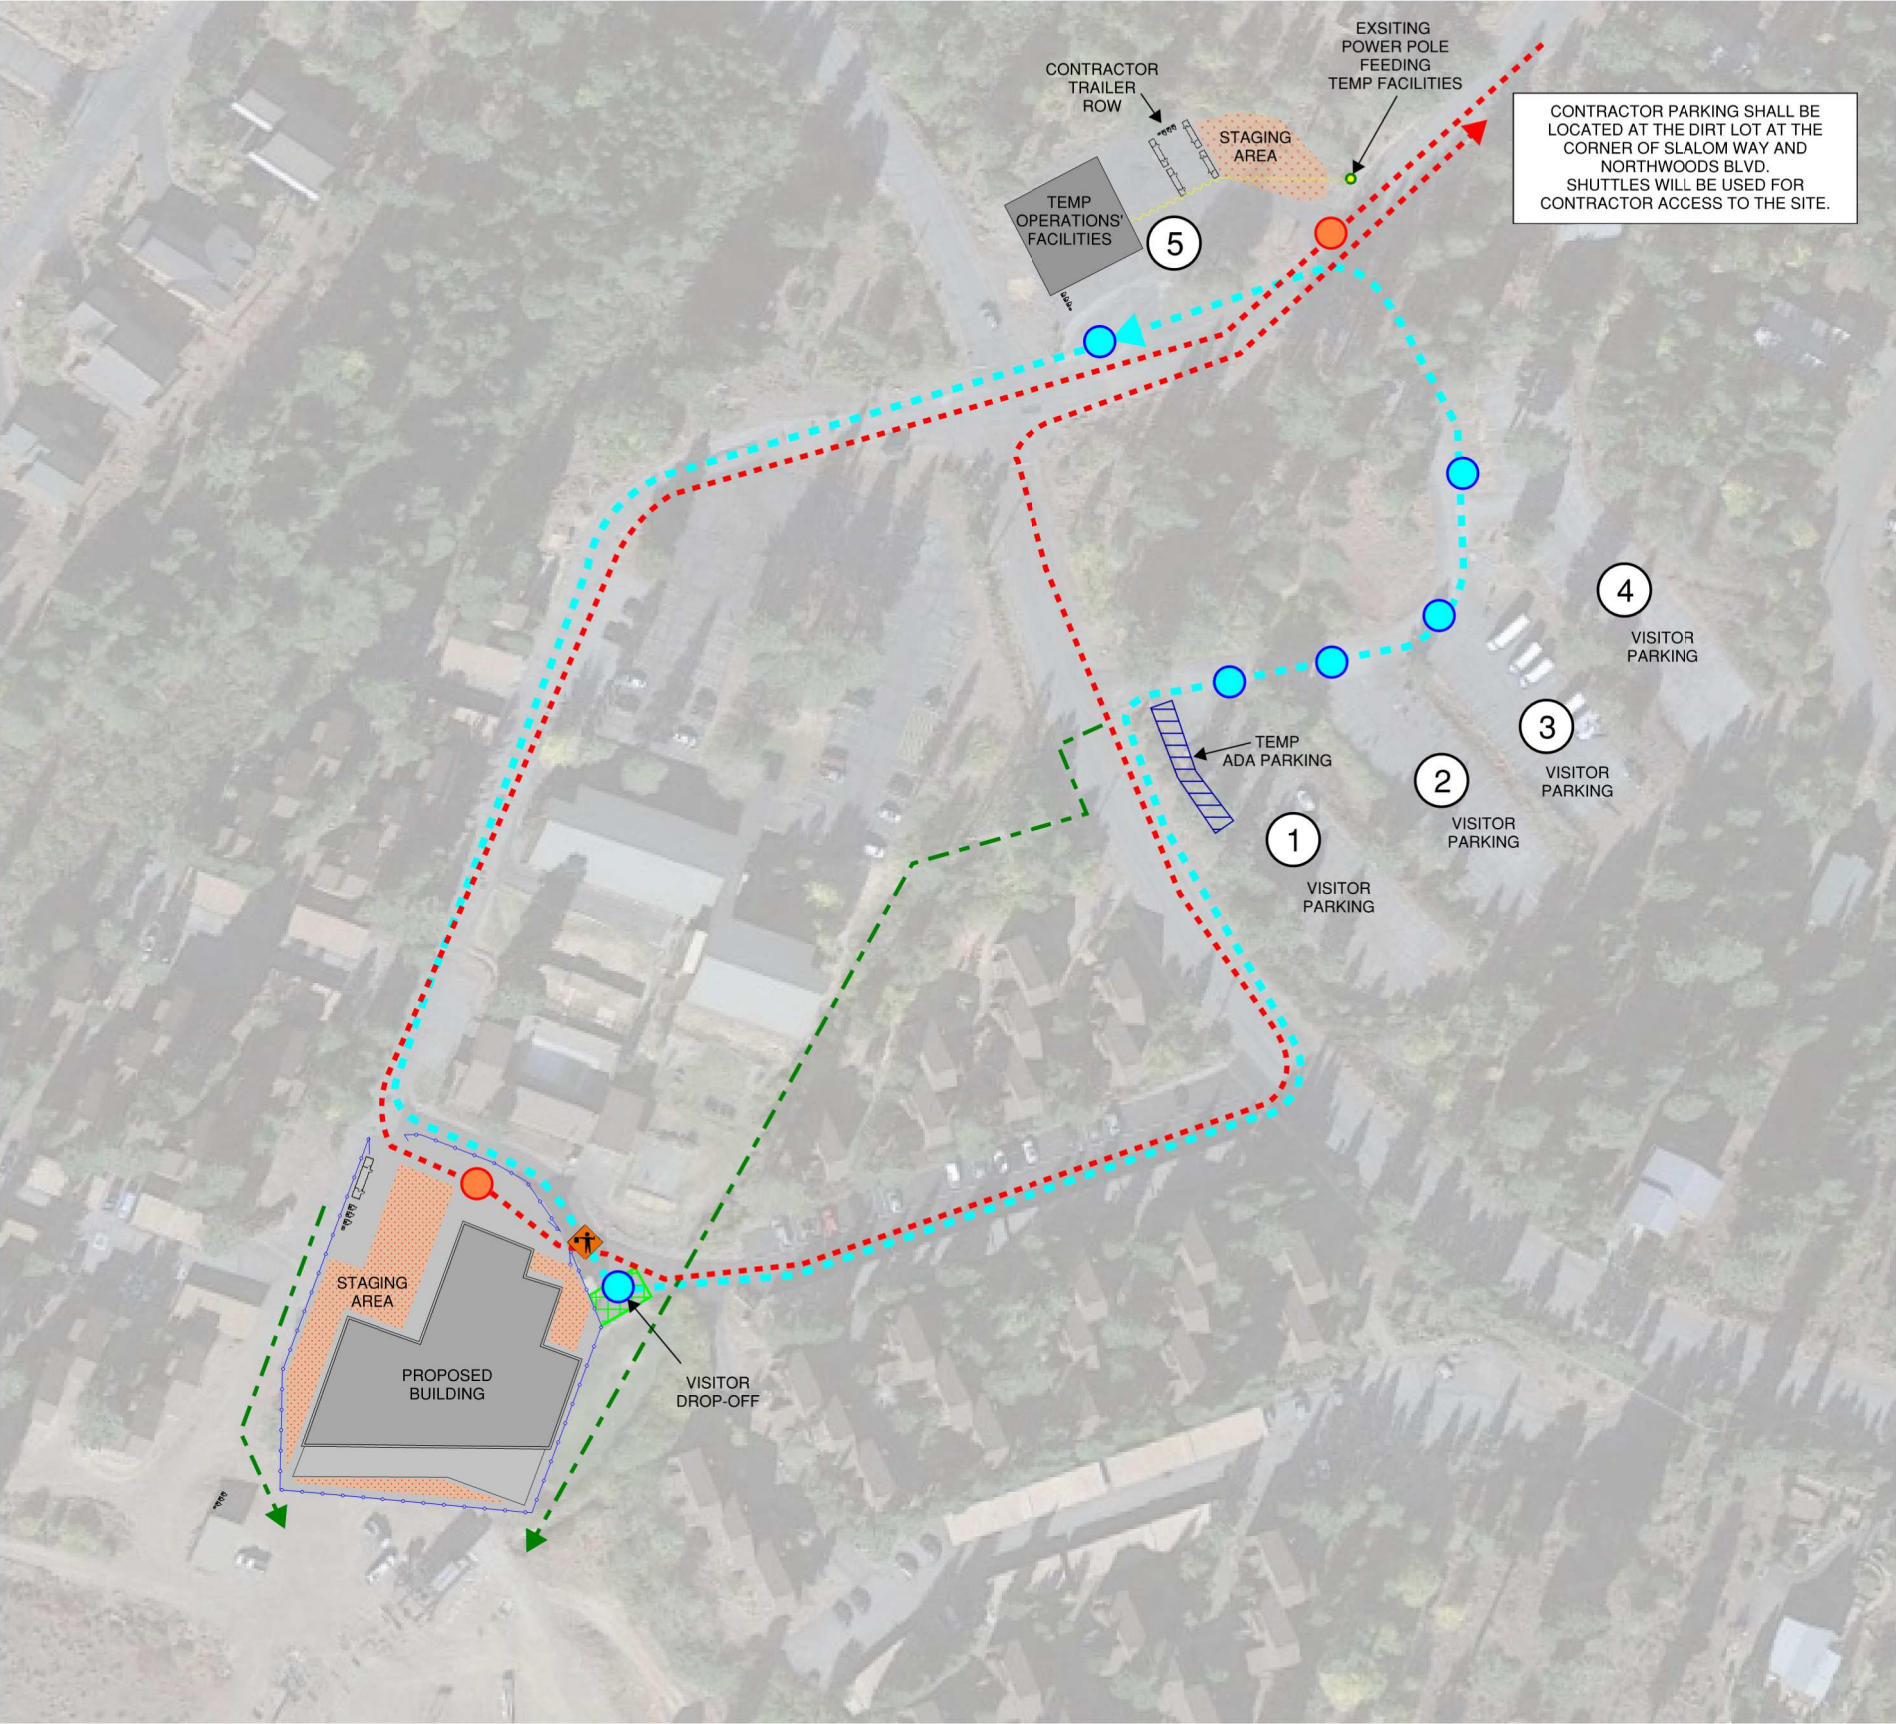 EXSITING
POWER POLE
FEEDING
TEMP FACILITIES
CONTRACTOR
TRAILER
ROW
STAGING
AREA
CONTRACTOR PARKING SHALL BE
LOCATED AT THE DIRT LOT AT THE
CORNER OF SLALOM WAY AND
NORTHWOODS BLVD.
SHUTTLES WILL BE USED FOR
CONTRACTOR ACCESS TO THE SITE.
TEMP
OPERATIONS'
FACILITIES
5
4
VISITOR
PARKING
3
VISITOR
PARKING
2
VISITOR
PARKING
TEMP
ADA PARKING
1
VISITOR
PARKING
STAGING
AREA
PROPOSED
BUILDING
VISITOR
DROP-OFF